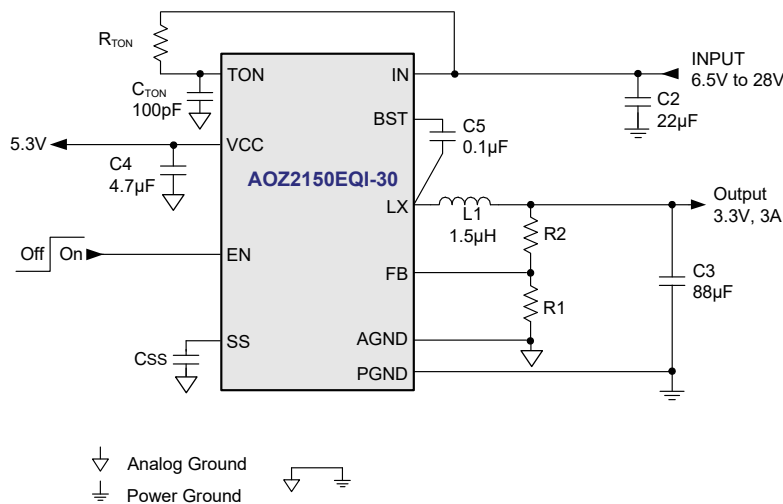 RTON
TON
CTON
100pF
IN
INPUT
6.5V to 28V
C2
22µF
BST
C5
0.1µF
5.3V
VCC
C4
4.7µF
AOZ2150EQI-30
LX
L1
1.5µH
Output
3.3V, 3A
R2
Off
On
EN
FB
C3
88µF
R1
SS
CSS
AGND
PGND
Analog Ground
Power Ground